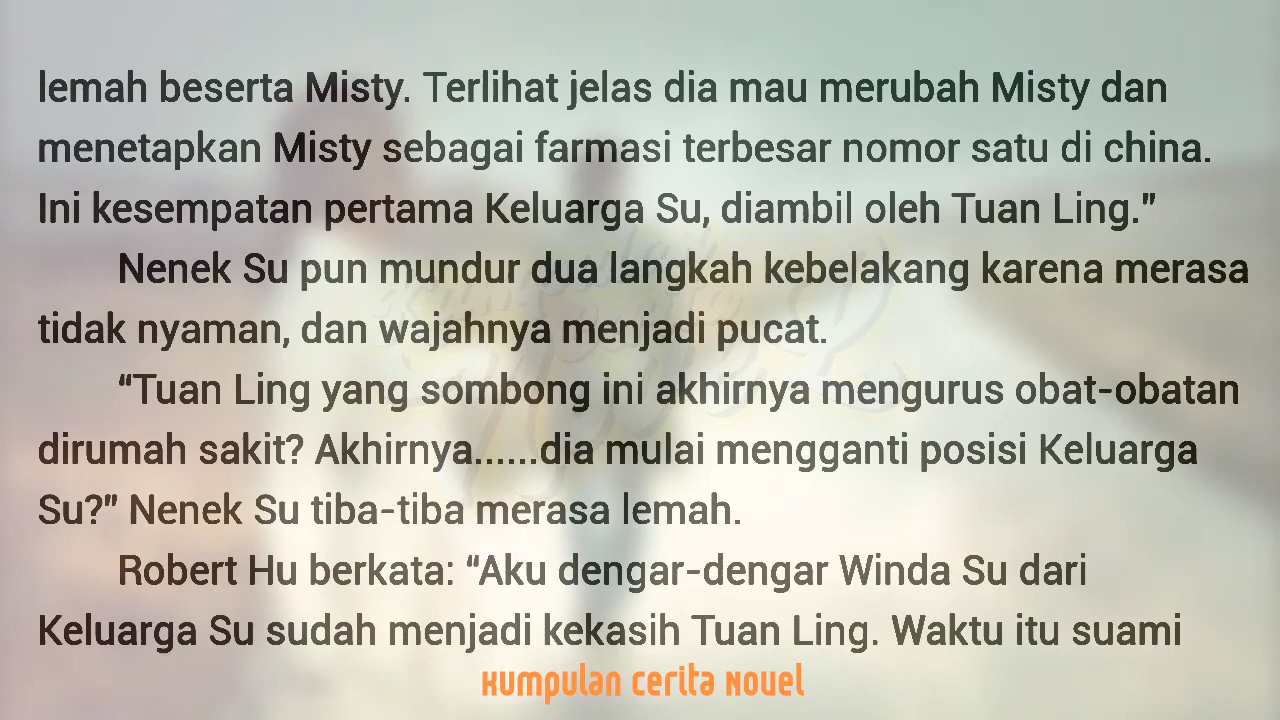 lemah beserta Misty. Terlihat jelas dia mau merubah Misty dan
menetapkan Misty sebagai farmasi terbesar nomor satu di china.
Ini kesempatan pertama Keluarga Su, diambil oleh Tuan Ling."
Nenek Su pun mundur dua langkah kebelakang karena merasa
tidak nyaman, dan wajahnya menjadi pucat.
“Tuan Ling yang sombong ini akhirnya mengurus obat-obatan
dirumah sakit? Akhirnya......dia mulai mengganti posisi Keluarga
Su?" Nenek Su tiba-tiba merasa lemah.
Robert Hu berkata: “Aku dengar-dengar Winda Su dari
Keluarga Su sudah menjadi kekasih Tuan Ling. Waktu itu suami
Kumpulan Cerita Novel